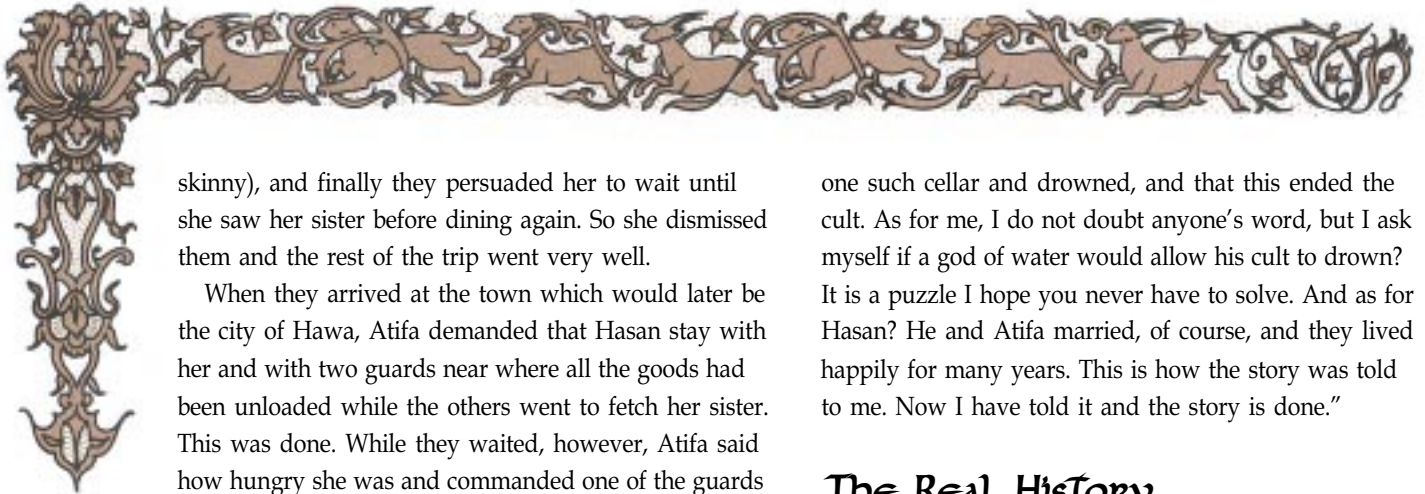 skinny), and finally they persuaded her to wait until
she saw her sister before dining again. So she dismissed
them and the rest of the trip went very well.
When they arrived at the town which would later be
the city of Hawa, Atifa demanded that Hasan stay with
her and with two guards near where all the goods had
been unloaded while the others went to fetch her sister.
This was done. While they waited, however, Atifa said
how hungry she was and commanded one of the guards
one such cellar and drowned, and that this ended the
cult. As for me, I do not doubt anyone’s word, but I ask
myself if a god of water would allow his cult to drown?
It is a puzzle I hope you never have to solve. And as for
Hasan? He and Atifa married, of course, and they lived
happily for many years. This is how the story was told
to me. Now I have told it and the story is done.”
The Real History